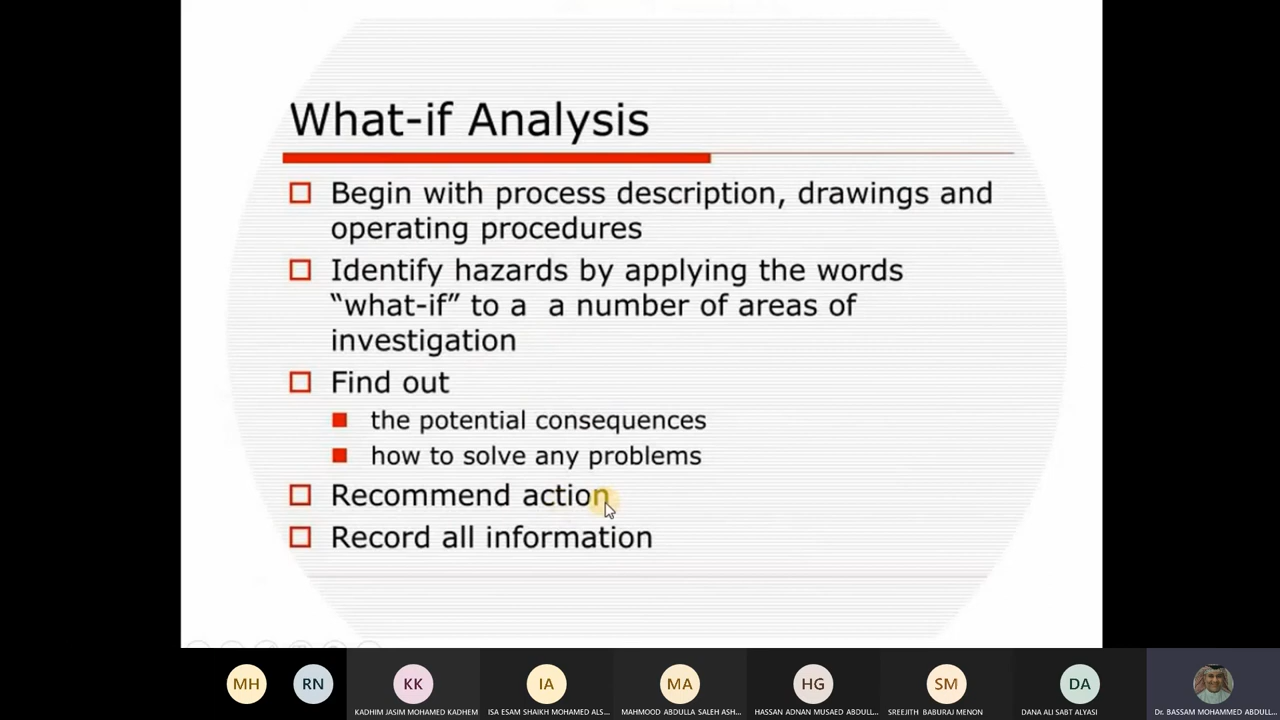 What-if Analysis
Begin with process description, drawings and
operating procedures
Identify hazards by applying the words
“what-if” to a  a number of areas of
investigation
Find out
the potential consequences
how to solve any problems
Recommend action
Record all information
MH
RN
KK
IA
MA
HG
SM
DA
KADHIM JASIM MOHAMED KADHEM
ISA ESAM SHAIKH MOHAMED ALS...
MAHMOOD ABDULLA SALEH ASH...
HASSAN ADNAN MUSAED ABDULL...
SREEJITH BABURAJ MENON
DANA ALI SABT ALYASI
Dr. BASSAM MOHAMMED ABDULL...